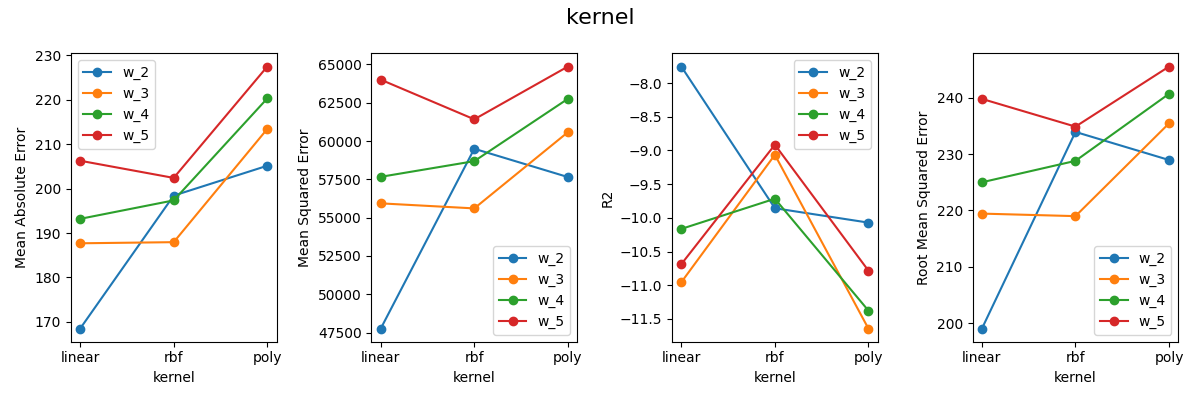 kernel
Mean Absolute Error
230
220
210
200
190
180
170
w_2
w_3
w_4
w_5
linear rbf poly
kernel
Mean Squared Error
65000
62500
60000
57500
55000
52500
50000
47500
w_2
w_3
w_4
w_5
linear rbf poly
kernel
R2
−8.0
−8.5
−9.0
−9.5
−10.0
−10.5
−11.0
−11.5
w_2
w_3
w_4
w_5
linear rbf poly
kernel
Root Mean Squared Error
240
230
220
210
200
w_2
w_3
w_4
w_5
linear rbf poly
kernel